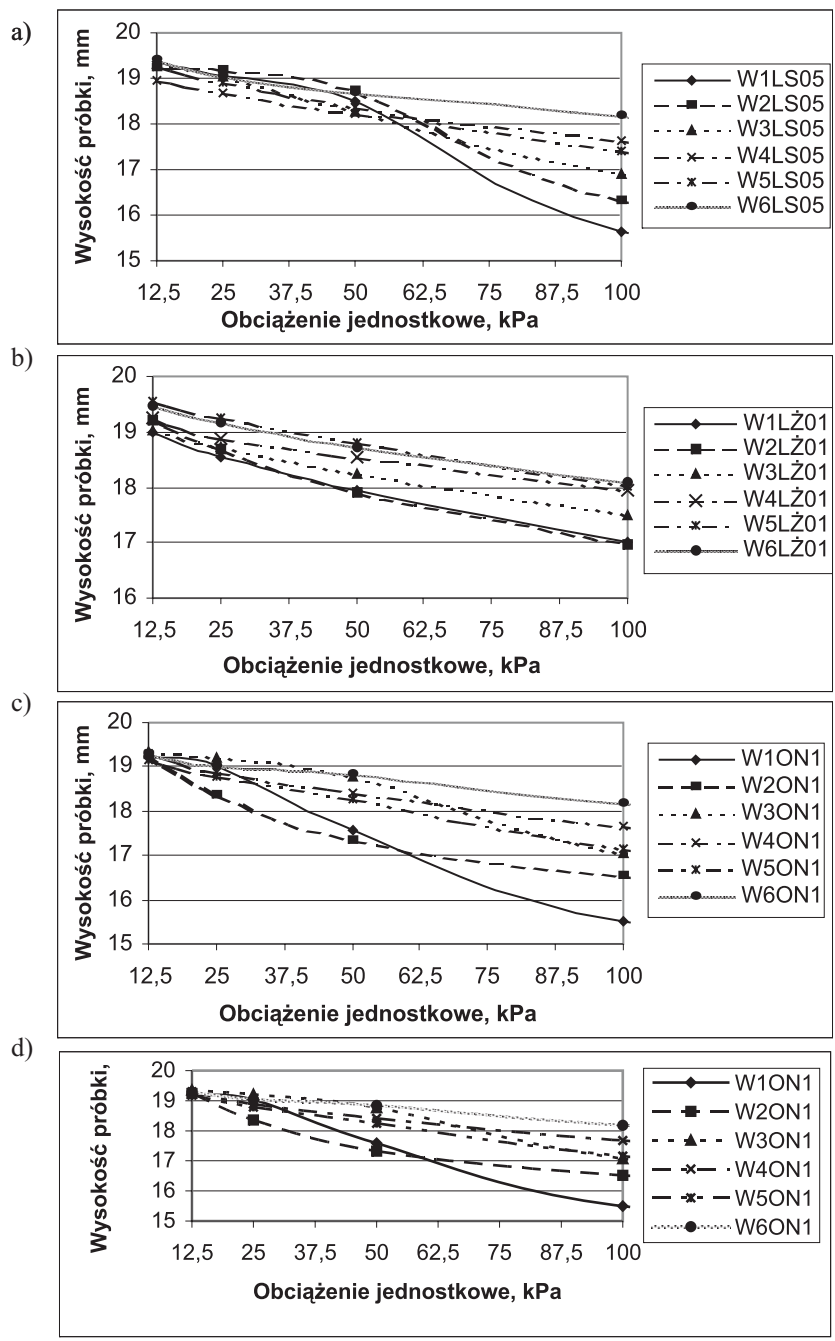 a)
Wysokość próbki, mm
20
19
18
17
16
15
12,5 25 37,5 50 62,5 75 87,5 100
Obciążenie jednostkowe, kPa
W1LS05
W2LS05
W3LS05
W4LS05
W5LS05
W6LS05
b)
Wysokość próbki, mm
20
19
18
17
16
12,5 25 37,5 50 62,5 75 87,5 100
Obciążenie jednostkowe, kPa
W1LŻ01
W2LŻ01
W3LŻ01
W4LŻ01
W5LŻ01
W6LŻ01
c)
Wysokość próbki, mm
20
19
18
17
16
15
12,5 25 37,5 50 62,5 75 87,5 100
Obciążenie jednostkowe, kPa
W1ON1
W2ON1
W3ON1
W4ON1
W5ON1
W6ON1
d)
Wysokość próbki,
20
19
18
17
16
15
12,5 25 37,5 50 62,5 75 87,5 100
Obciążenie jednostkowe, kPa
W1ON1
W2ON1
W3ON1
W4ON1
W5ON1
W6ON1